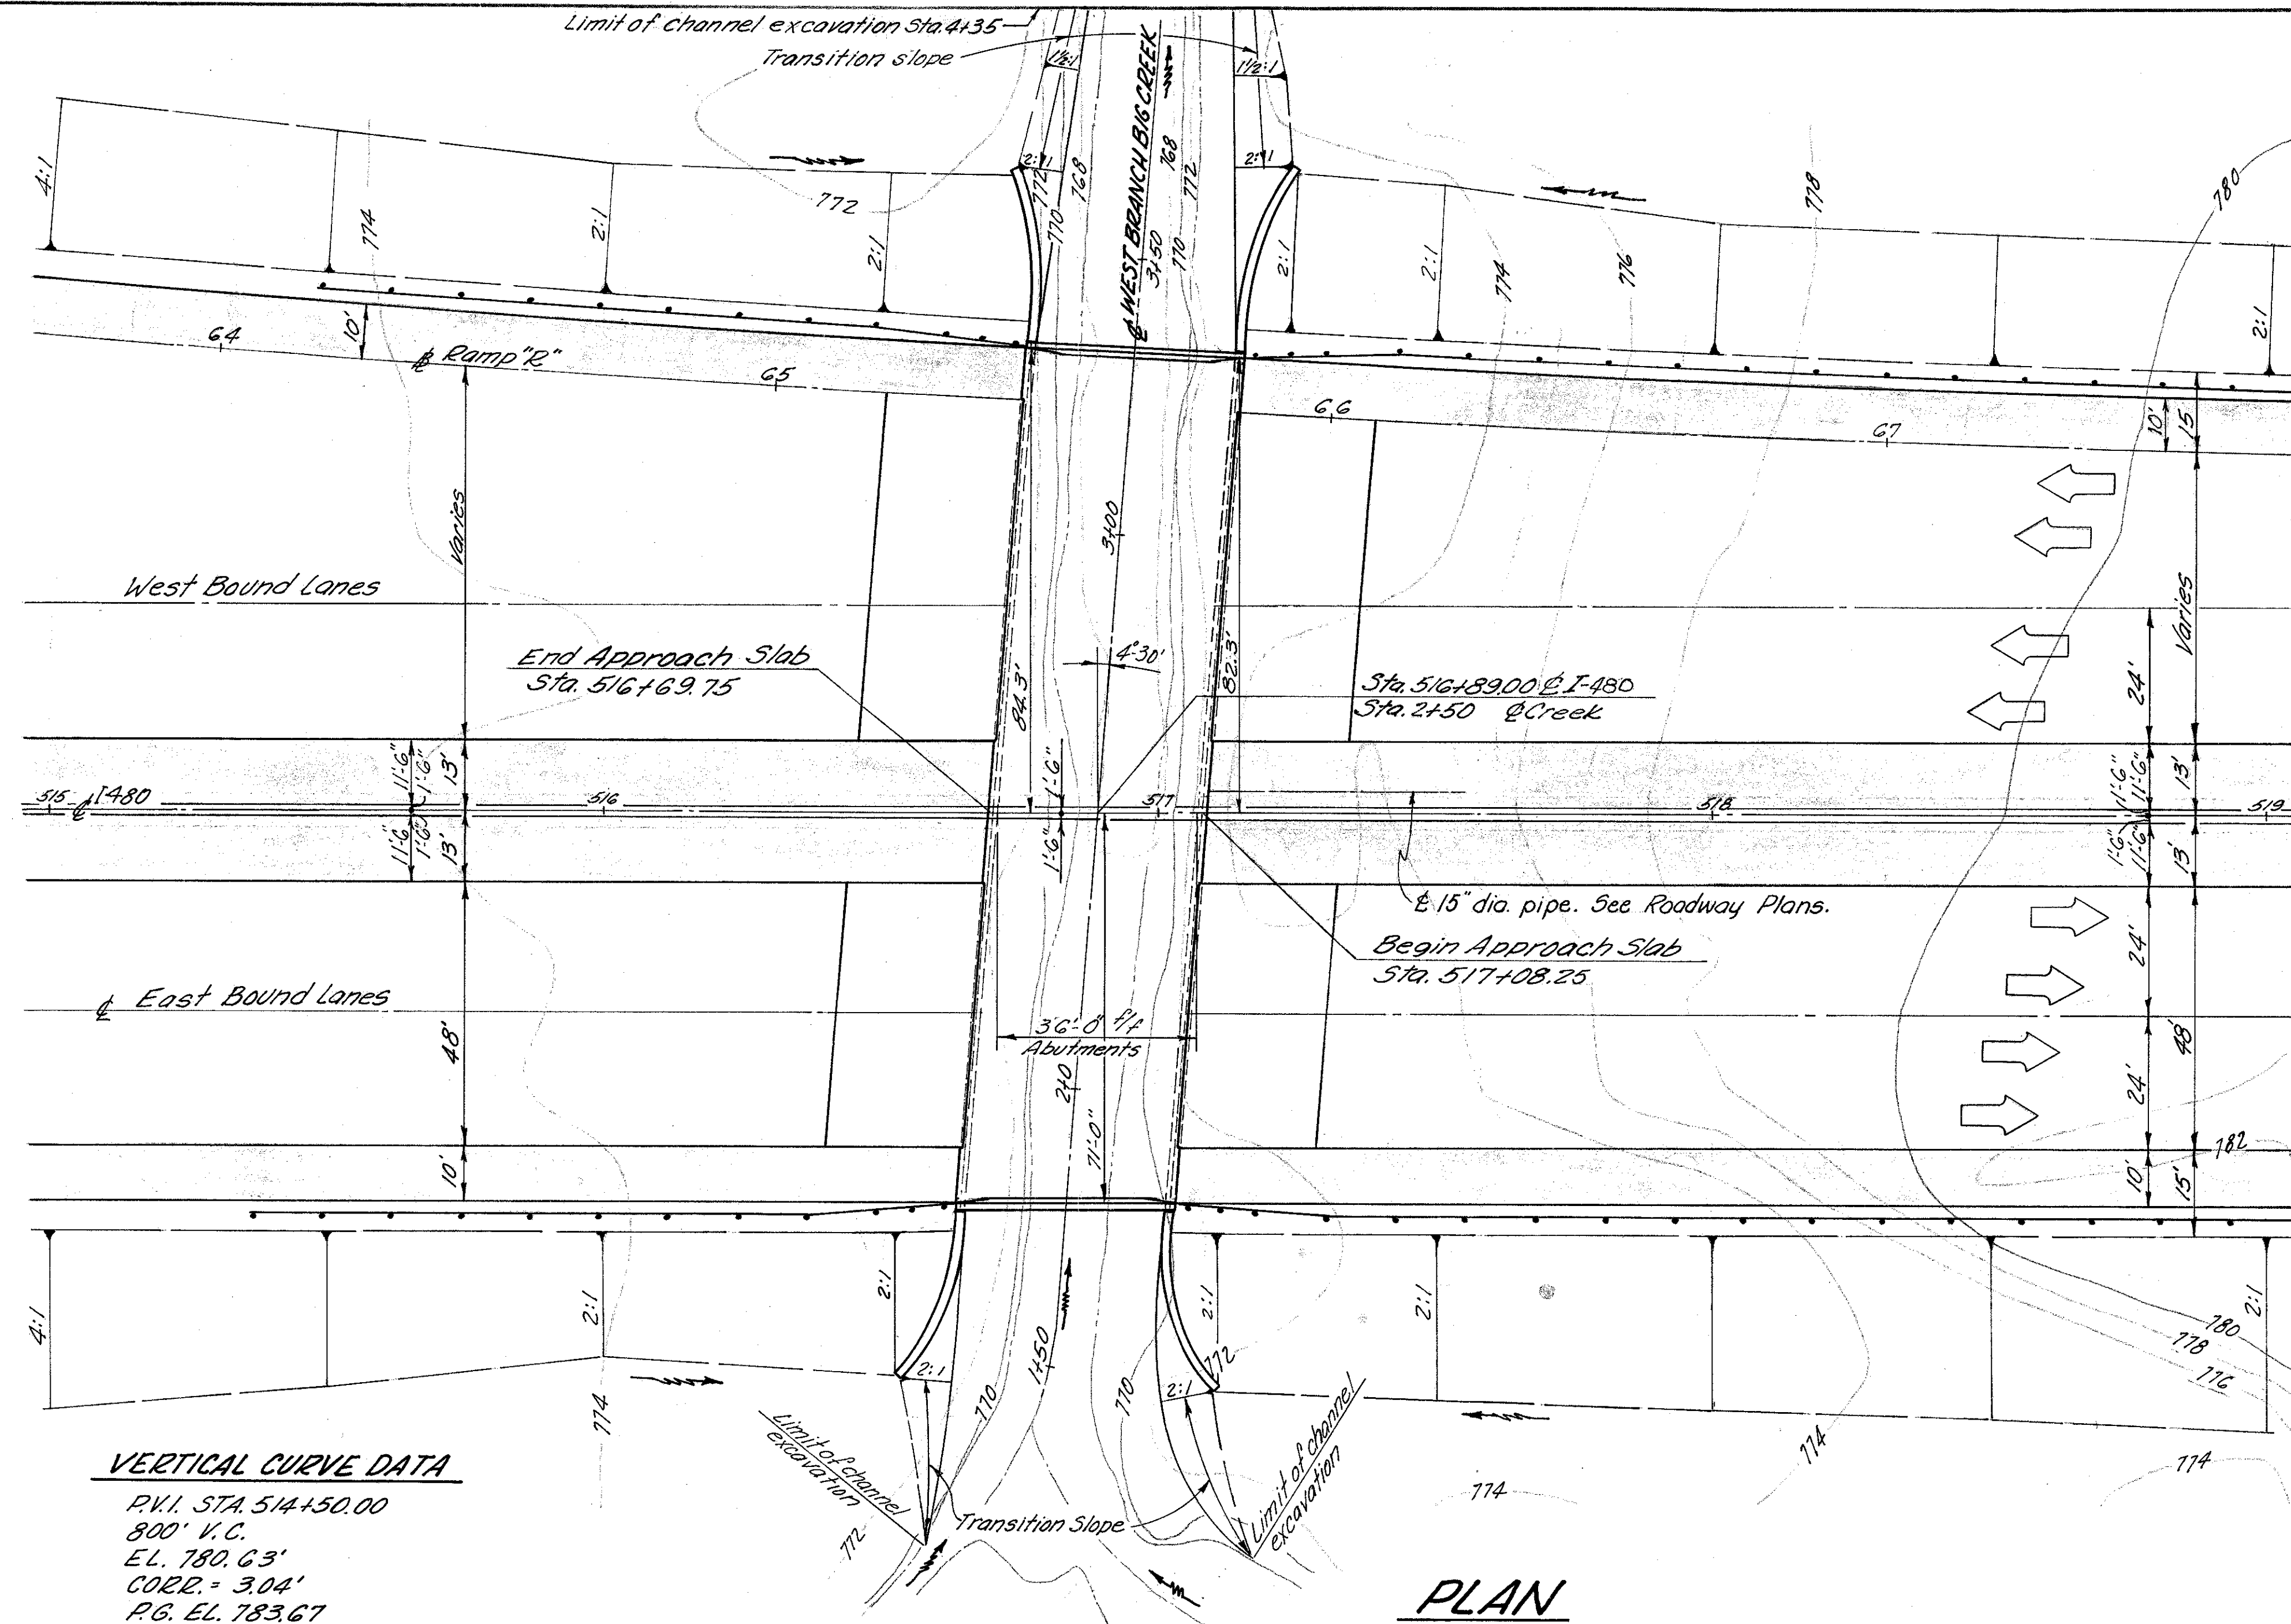 Limit of channel excavation Sta. 4+35
Transition slope
1½:1
1½:1
℄ WEST BRANCH BIG CREEK
4:1
774
2:1
772
2:1
2:1
772
768
770
3+50
768
772
770
2:1
2:1
2:1
774
776
778
780
2:1
64
10'
℄ Ramp "R"
65
66
67
10'
15'
Varies
3+00
West Bound Lanes
Varies
End Approach Slab
Sta. 516+69.75
84.3'
4°-30'
82.3'
Sta. 516+89.00 ℄ I-480
Sta. 2+50 ℄ Creek
24'
515
℄ I-480
11'-6"
1'-6"
13'
11'-6"
1'-6"
13'
516
1'-6"
1'-6"
517
518
1'-6"
11'-6"
13'
1'-6"
11'-6"
13'
519
℄ 15" dia. pipe. See Roadway Plans.
Begin Approach Slab
Sta. 517+08.25
℄ East Bound Lanes
48'
36'-0" f/f
Abutments
2+0
71'-0"
24'
24'
48'
10'
10'
15'
782
4:1
2:1
2:1
2:1
2:1
2:1
774
2:1
770
1+50
770
2:1
772
780
778
776
774
774
774
Limit of channel
excavation
772
Transition Slope
Limit of channel
excavation
VERTICAL CURVE DATA
P.V.I. STA. 514+50.00
800' V.C.
EL. 780.63'
CORR. = 3.04'
P.G. EL. 783.67
PLAN